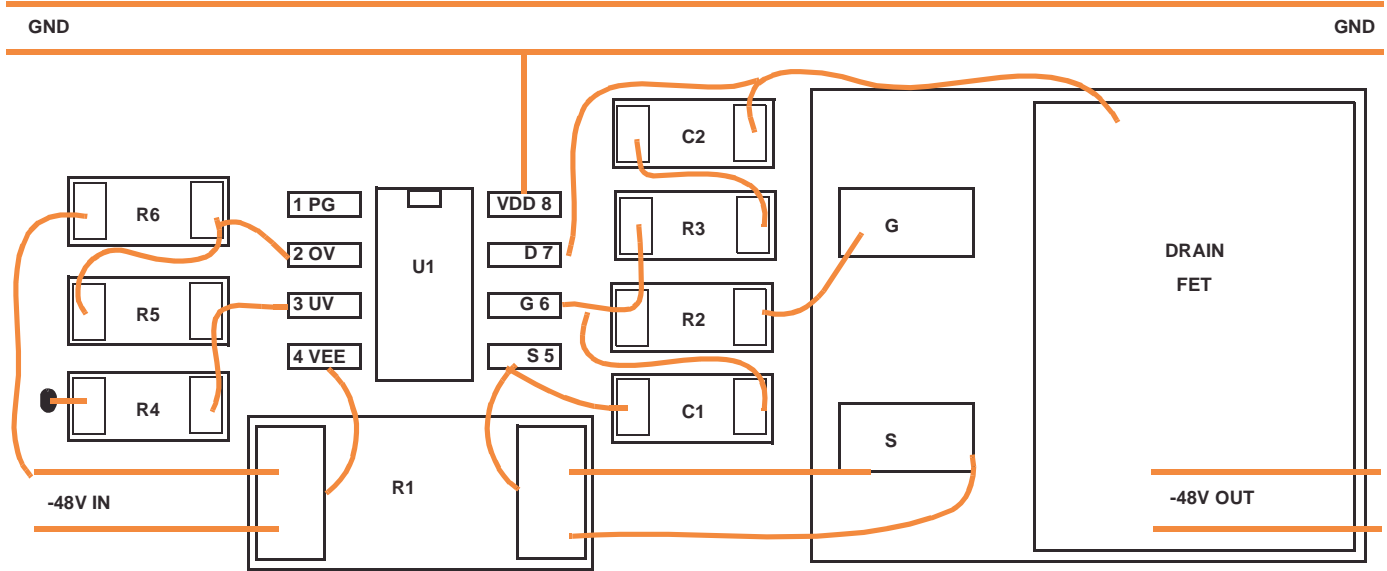 GND GND
C2
R6 1 PG VDD 8 R3 G
2 OV U1 D 7 DRAIN
FET
R5 3 UV G 6 R2
4 VEE S 5
R4 C1
S
R1
-48V IN -48V OUT